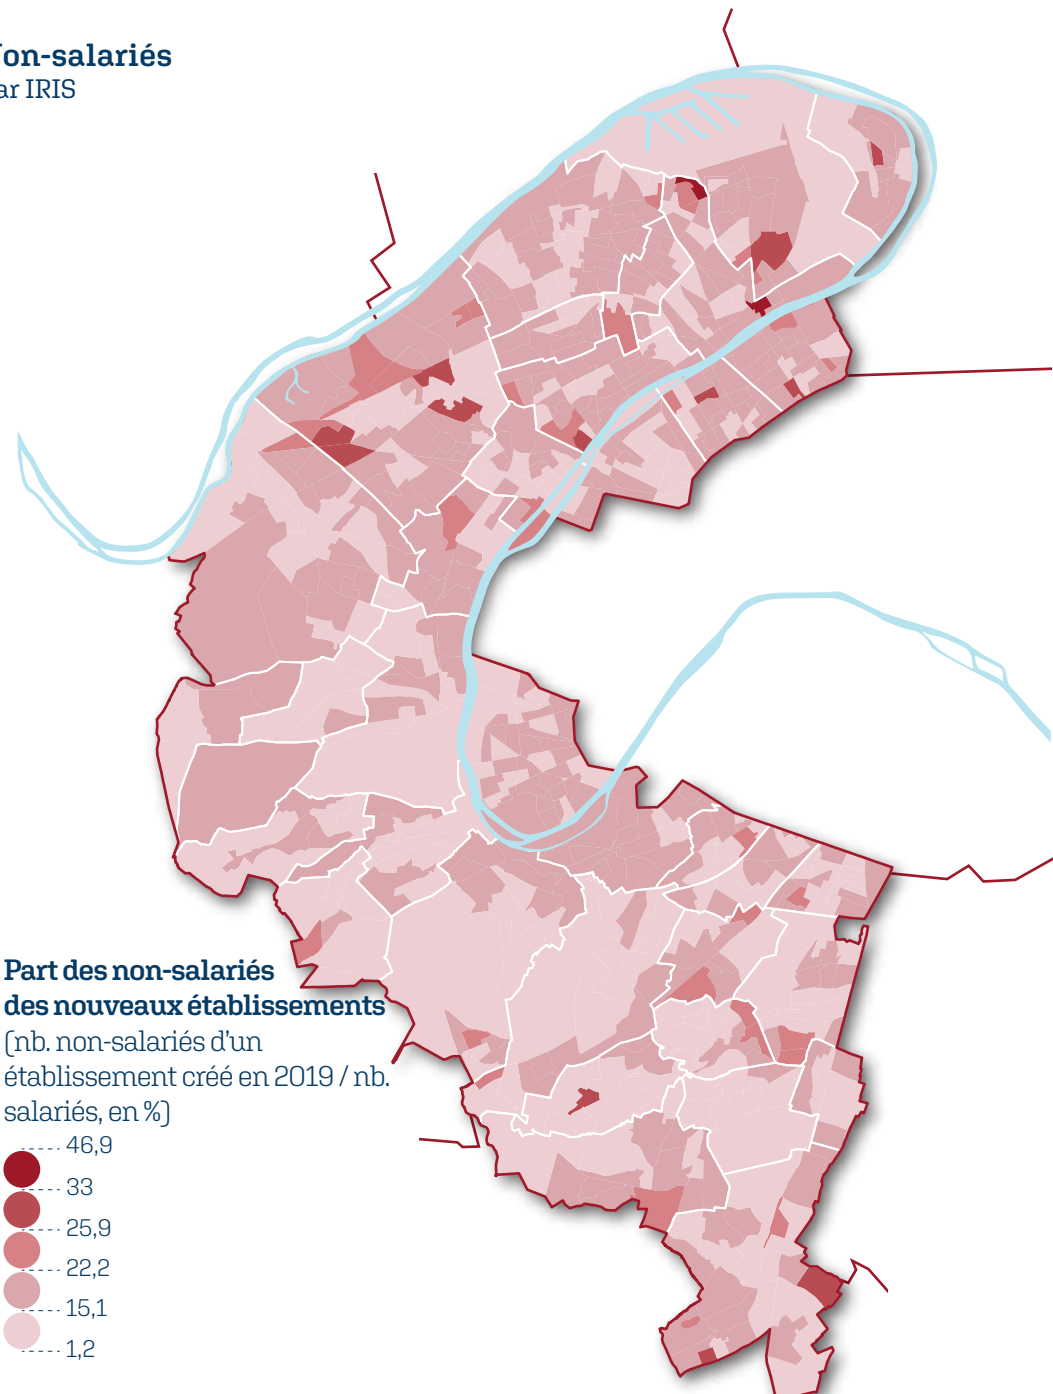 on-salariés
ar IRIS
Part des non-salariés
des nouveaux établissements
(nb. non-salariés d'un
établissement créé en 2019 / nb.
salariés, en %)
46,9
33
25,9
22,2
15,1
1,2